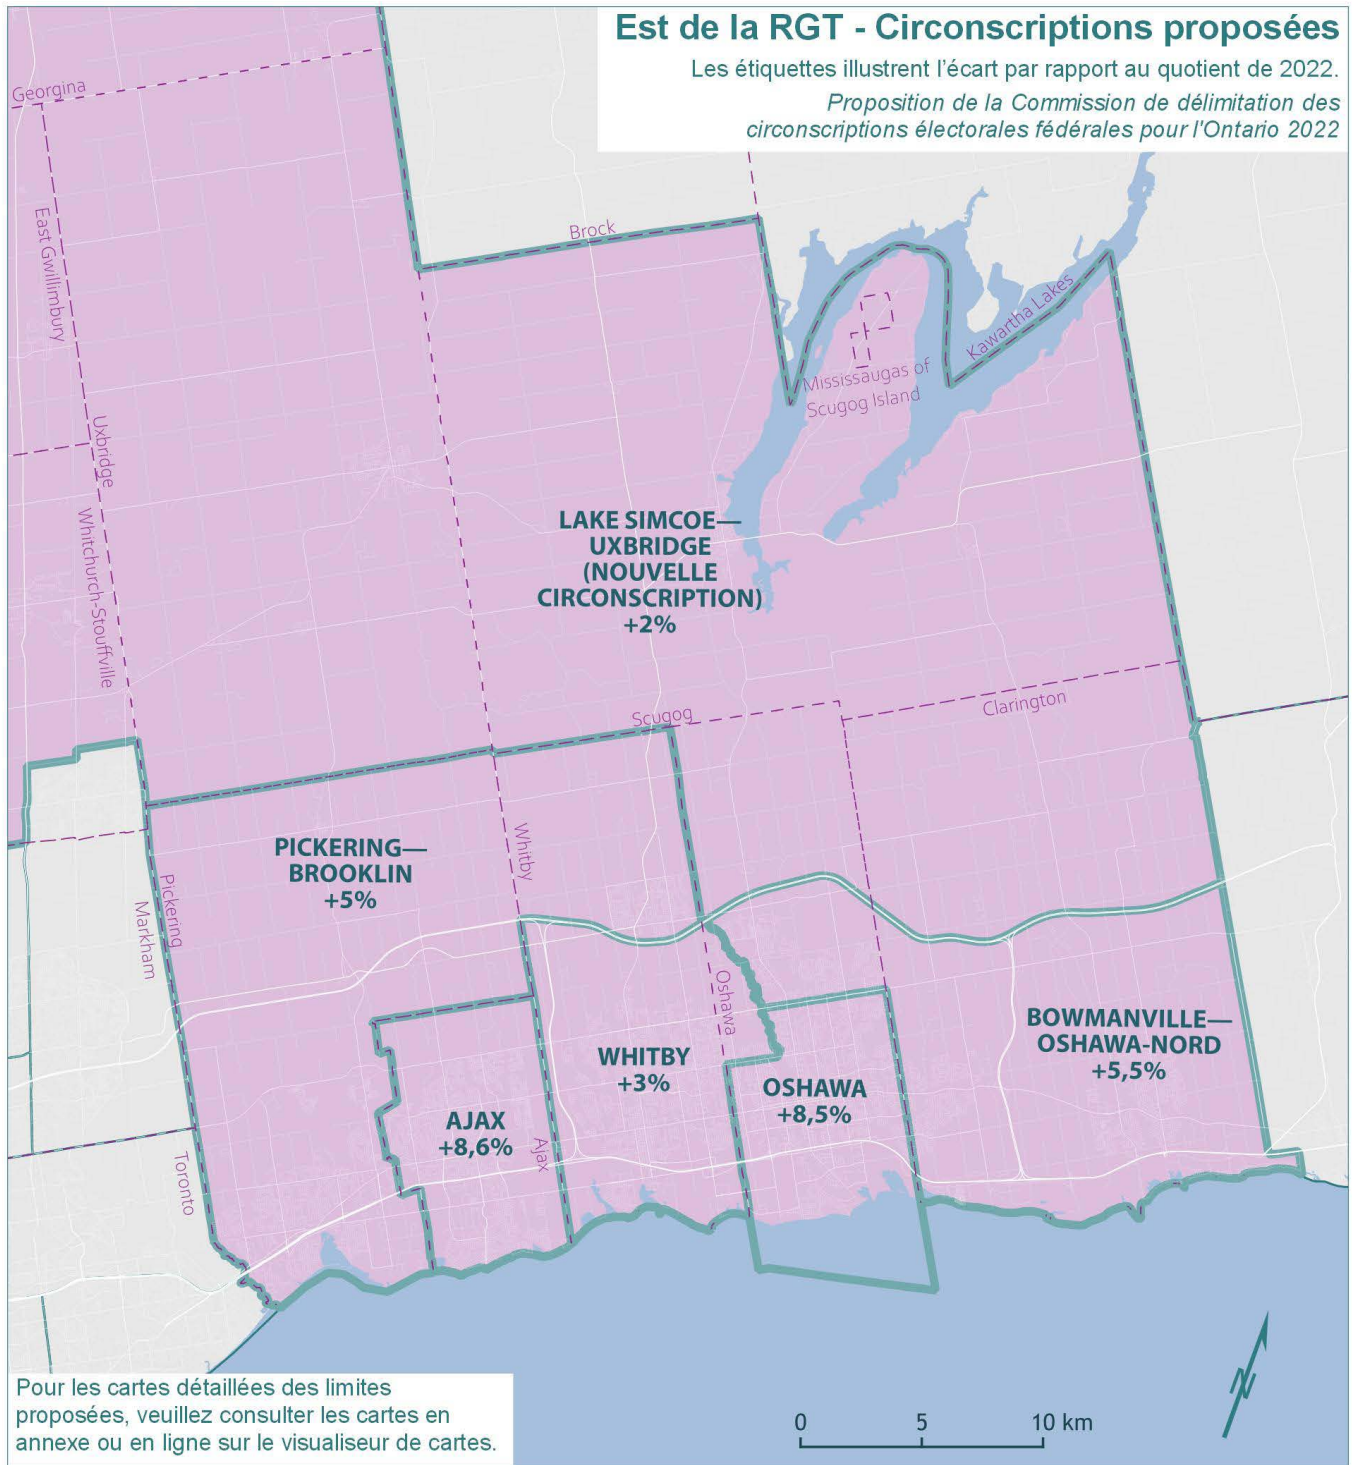 Est de la RGT - Circonscriptions proposées
Les étiquettes illustrent l'écart par rapport au quotient de 2022.
Proposition de la Commission de délimitation des
circonscriptions électorales fédérales pour l'Ontario 2022
Georgina
East Gwillimbury
Brock
Kawartha Lakes
Mississaugas of
Scugog Island
Uxbridge
Whitchurch-Stouffville
LAKE SIMCOE—
UXBRIDGE
(NOUVELLE
CIRCONSCRIPTION)
+2%
Scugog
Clarington
PICKERING—
BROOKLIN
+5%
Whitby
Pickering
Markham
Oshawa
WHITBY
+3%
BOWMANVILLE—
OSHAWA-NORD
+5,5%
OSHAWA
+8,5%
AJAX
+8,6%
Ajax
Toronto
Pour les cartes détaillées des limites
proposées, veuillez consulter les cartes en
annexe ou en ligne sur le visualiseur de cartes.
0 5 10 km
N